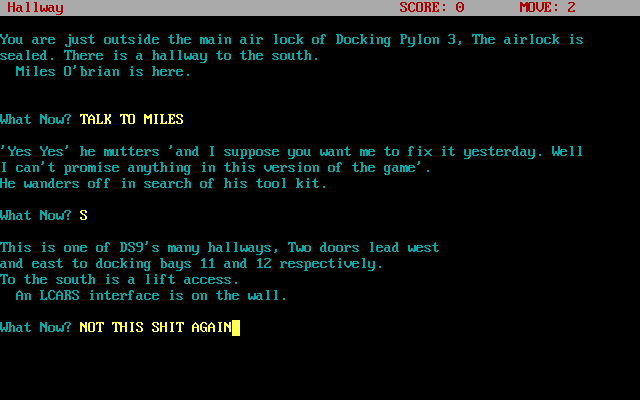 Hallway SCORE: 0 MOVE: 2
You are just outside the main air lock of Docking Pylon 3, The airlock is
sealed. There is a hallway to the south.
Miles O'brian is here.
What Now? TALK TO MILES
'Yes Yes' he mutters 'and I suppose you want me to fix it yesterday. Well
I can't promise anything in this version of the game'.
He wanders off in search of his tool kit.
What Now? S
This is one of DS9's many hallways, Two doors lead west
and east to docking bays 11 and 12 respectively.
To the south is a lift access.
An LCARS interface is on the wall.
What Now? NOT THIS SHIT AGAIN